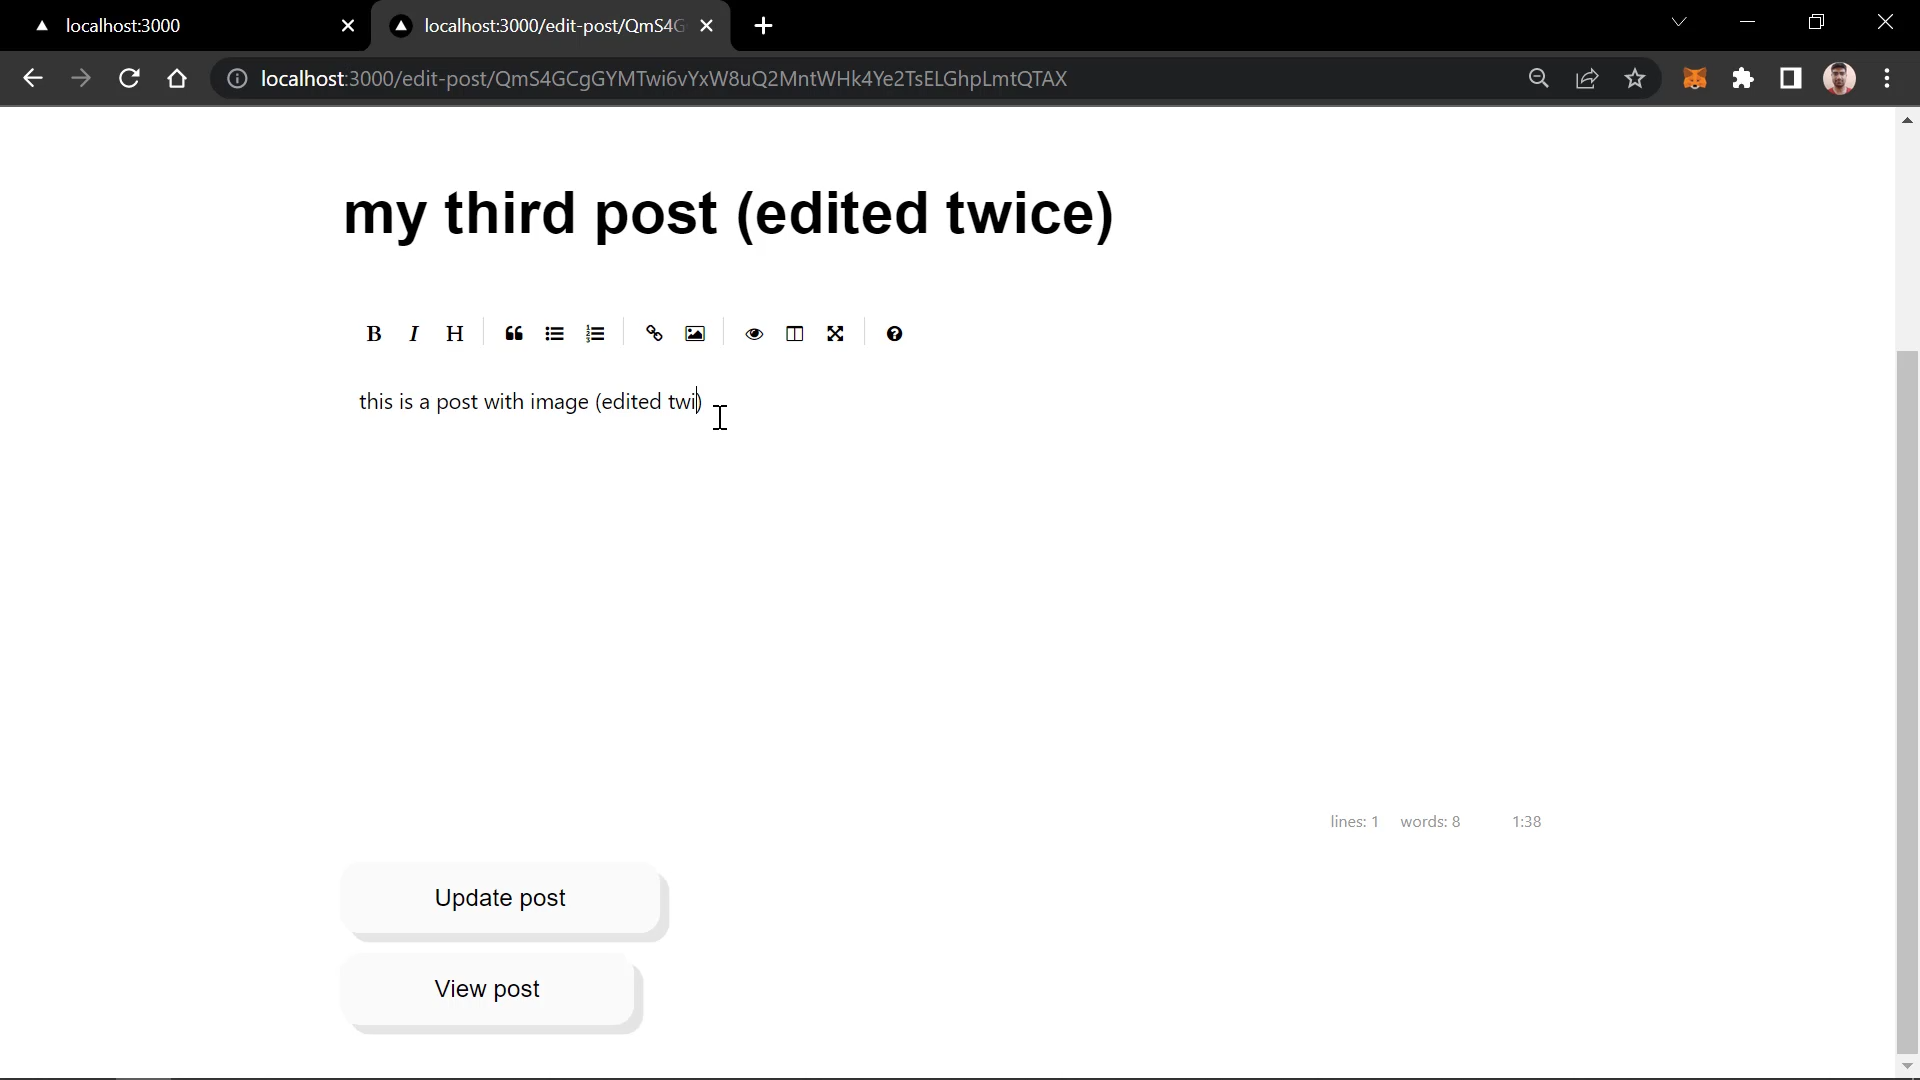 localhost:3000
localhost:3000/edit-post/QmS4G
localhost:3000/edit-post/QmS4GCgGYMTwi6vYxW8uQ2MntWHk4Ye2TsELGhpLmtQTAX
my third post (edited twice)
B I H
this is a post with image (edited twi)
lines: 1 words: 8 1:38
Update post
View post